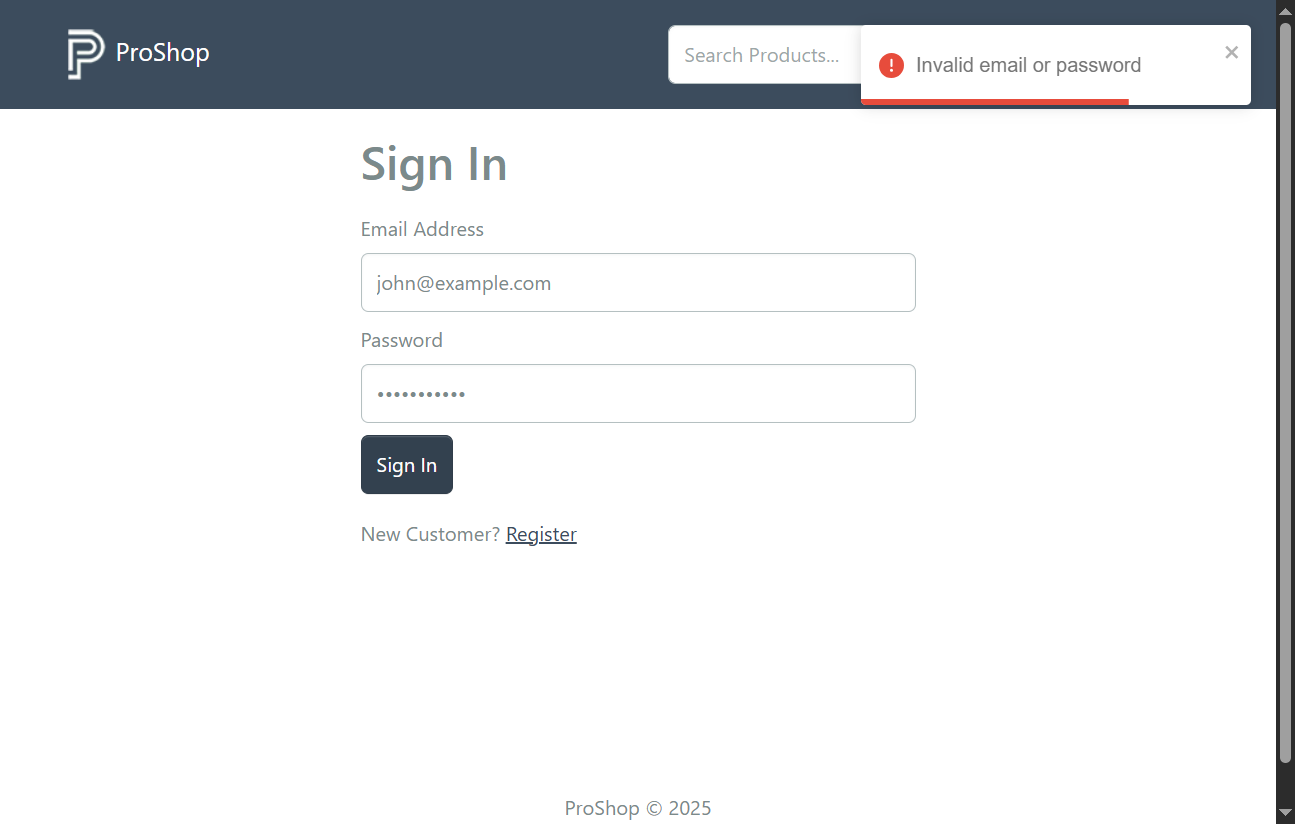 ProShop
Search Products...
Invalid email or password
Sign In
Email Address
john@example.com
Password
•••••••••••
Sign In
New Customer? Register
ProShop © 2025